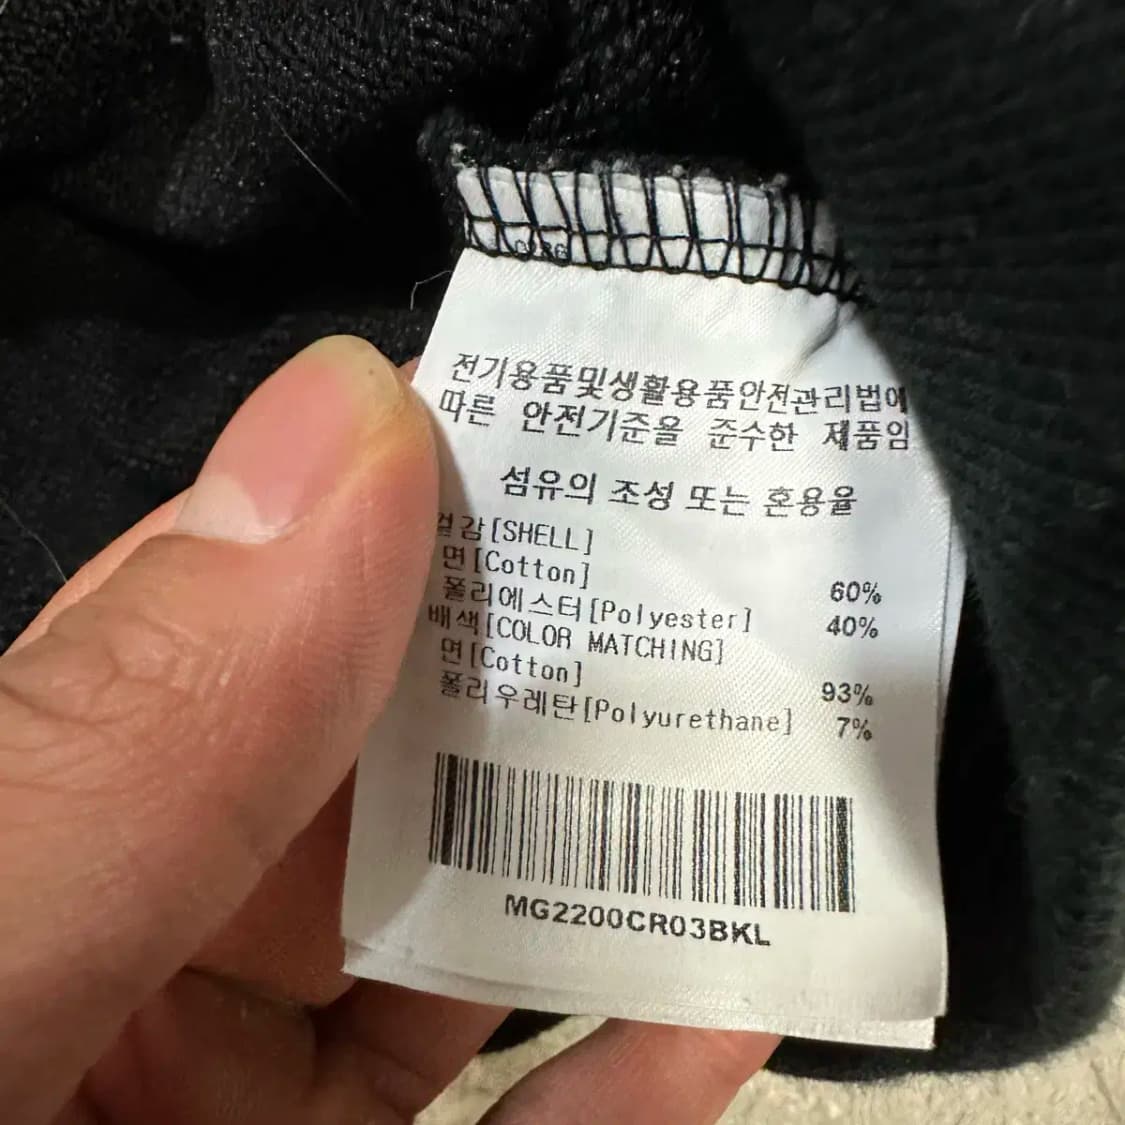 전기용품및생활용품안전관리법에
따른 안전기준을 준수한 제품임
섬유의 조성 또는 혼용율
겉감[SHELL]
면[Cotton] 60%
폴리에스터[Polyester] 40%
배색[COLOR MATCHING]
면[Cotton] 93%
폴리우레탄[Polyurethane] 7%
MG2200CR03BKL